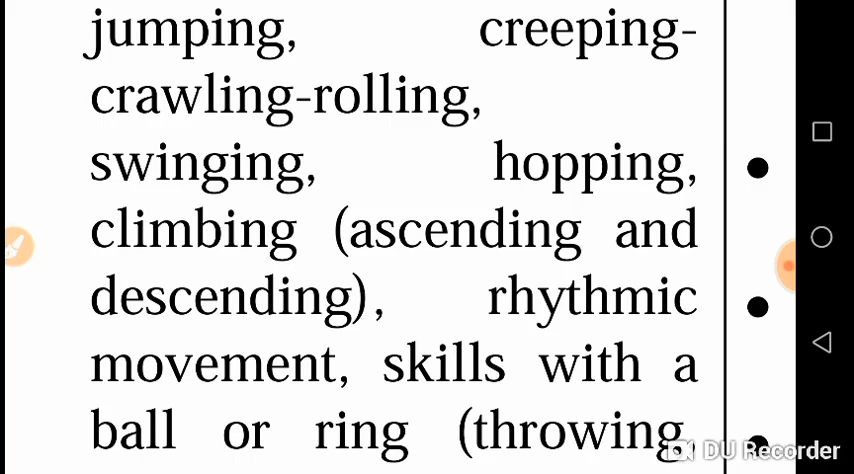 jumping, creeping-
crawling-rolling,
swinging, hopping,
climbing (ascending and
descending), rhythmic
movement, skills with a
ball or ring (throwing,
DU Recorder